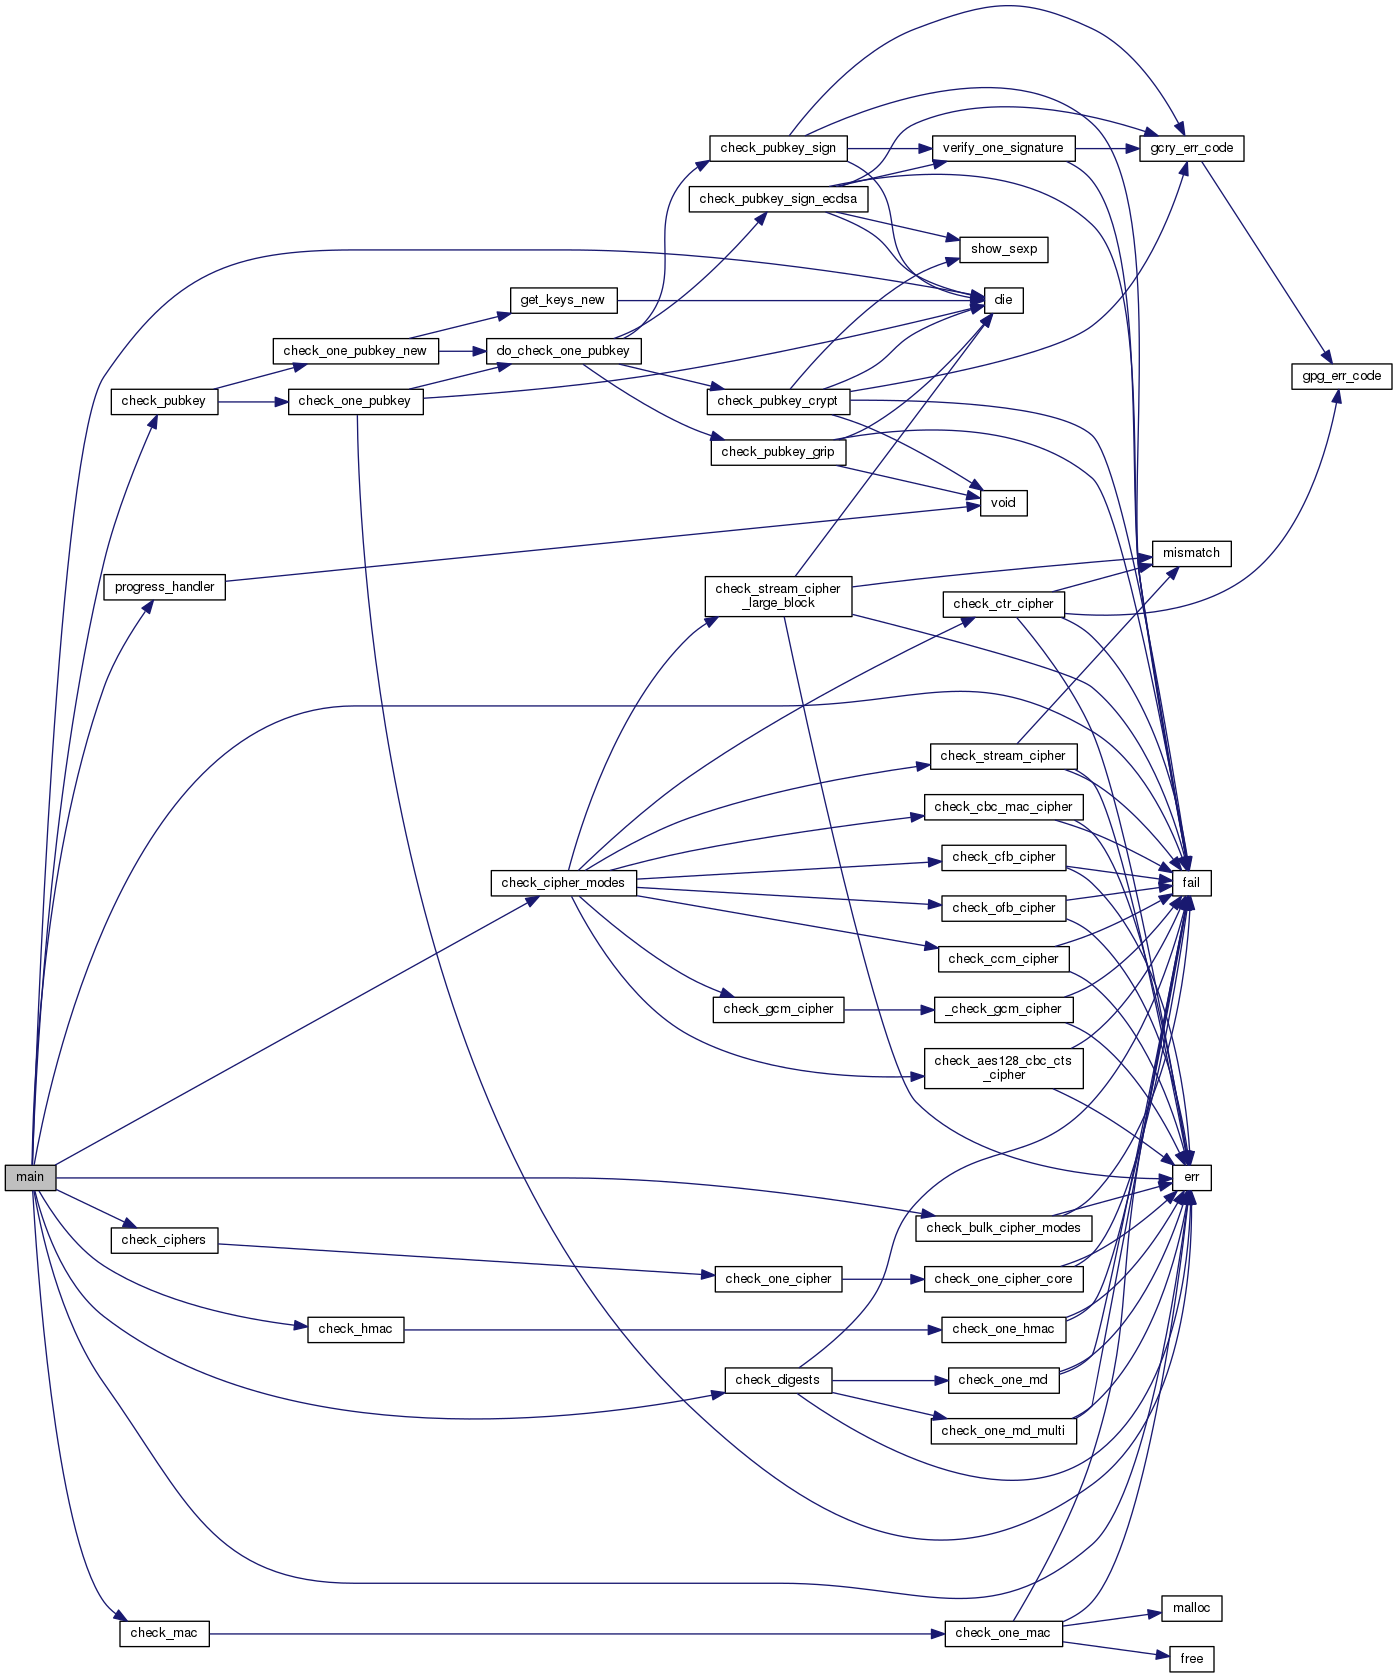 check_pubkey_sign
verify_one_signature
gcry_err_code
check_pubkey_sign_ecdsa
show_sexp
get_keys_new
die
check_one_pubkey_new
do_check_one_pubkey
gpg_err_code
check_pubkey
check_one_pubkey
check_pubkey_crypt
check_pubkey_grip
void
mismatch
progress_handler
check_stream_cipher
_large_block
check_ctr_cipher
check_stream_cipher
check_cbc_mac_cipher
check_cfb_cipher
check_cipher_modes
fail
check_ofb_cipher
check_ccm_cipher
check_gcm_cipher
_check_gcm_cipher
check_aes128_cbc_cts
_cipher
main
err
check_bulk_cipher_modes
check_ciphers
check_one_cipher
check_one_cipher_core
check_hmac
check_one_hmac
check_digests
check_one_md
check_one_md_multi
malloc
check_mac
check_one_mac
free